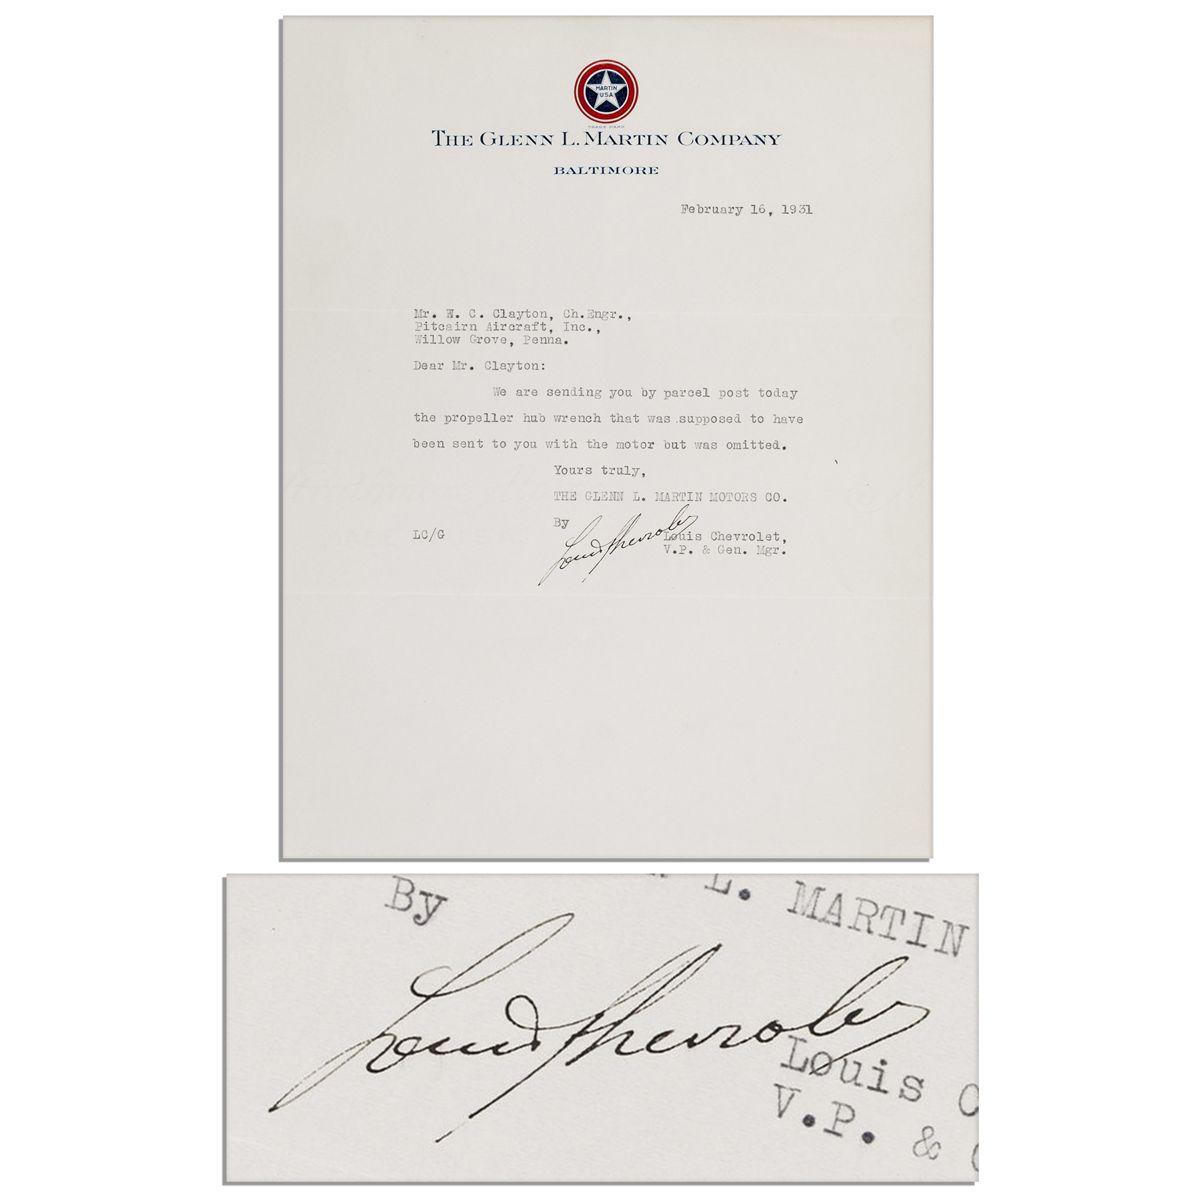 MARTIN
USA
TRADE MARK
THE GLENN L. MARTIN COMPANY
BALTIMORE
February 16, 1931
Mr. W. C. Clayton, Ch.Engr.,
Pitcairn Aircraft, Inc.,
Willow Grove, Penna.
Dear Mr. Clayton:
We are sending you by parcel post today
the propeller hub wrench that was supposed to have
been sent to you with the motor but was omitted.
Yours truly,
THE GLENN L. MARTIN MOTORS CO.
By
Louis Chevrolet
LC/G
Louis Chevrolet,
V.P. & Gen. Mgr.
L. MARTIN
By
Louis Chevrolet
Louis C
V.P. &